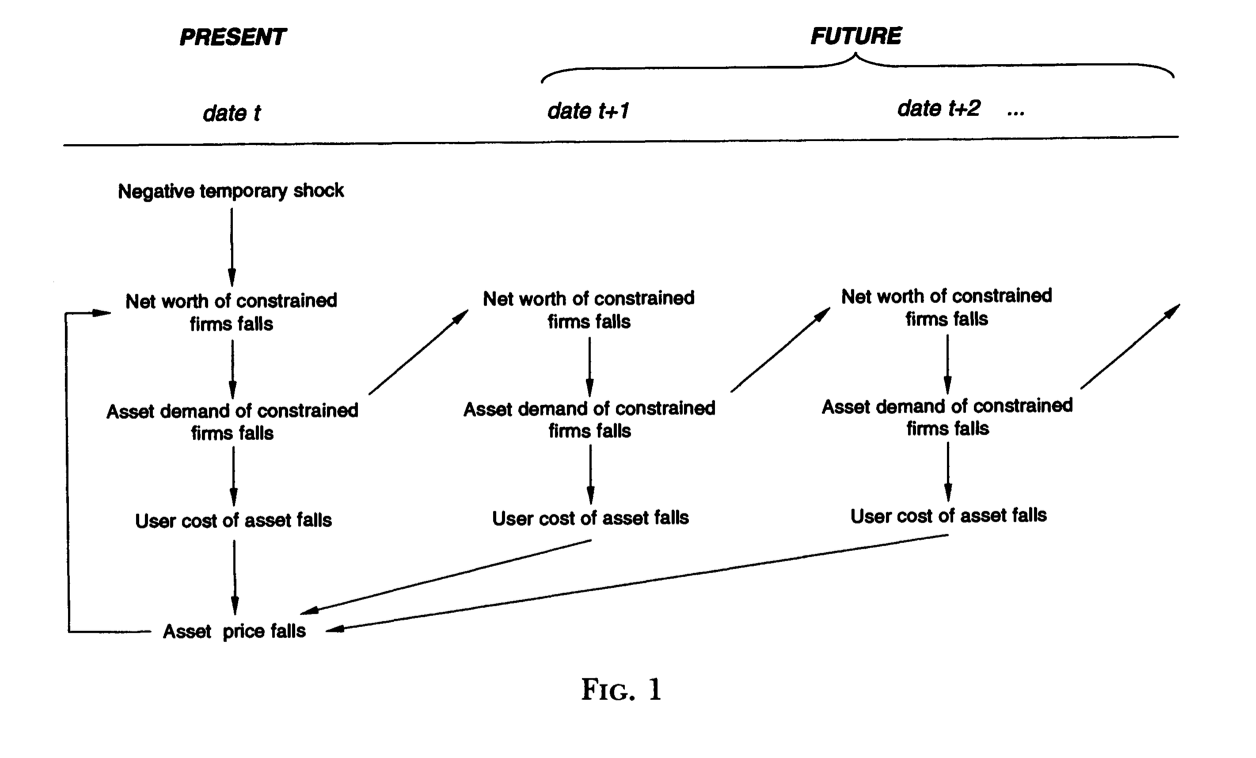 PRESENT
FUTURE
date t
date t+1
date t+2 ...
Negative temporary shock
Net worth of constrained
firms falls
Net worth of constrained
firms falls
Net worth of constrained
firms falls
Asset demand of constrained
firms falls
Asset demand of constrained
firms falls
Asset demand of constrained
firms falls
User cost of asset falls
User cost of asset falls
User cost of asset falls
Asset price falls
FIG. 1